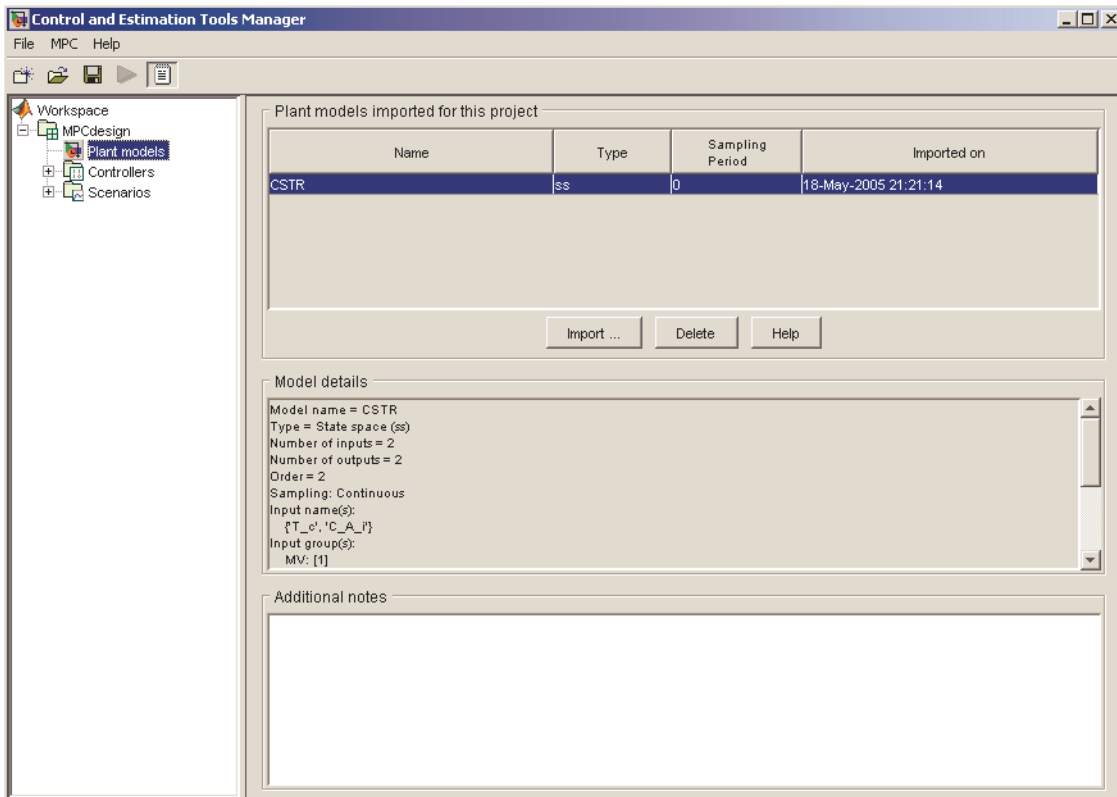 Control and Estimation Tools Manager
File MPC Help
Workspace
MPCdesign
Plant models
Controllers
Scenarios
Plant models imported for this project
Name Type Sampling Period Imported on
CSTR ss 0 18-May-2005 21:21:14
Import ... Delete Help
Model details
Model name = CSTR
Type = State space (ss)
Number of inputs = 2
Number of outputs = 2
Order = 2
Sampling: Continuous
Input name(s):
{'T_c', 'C_A_i'}
Input group(s):
MV: [1]
Additional notes